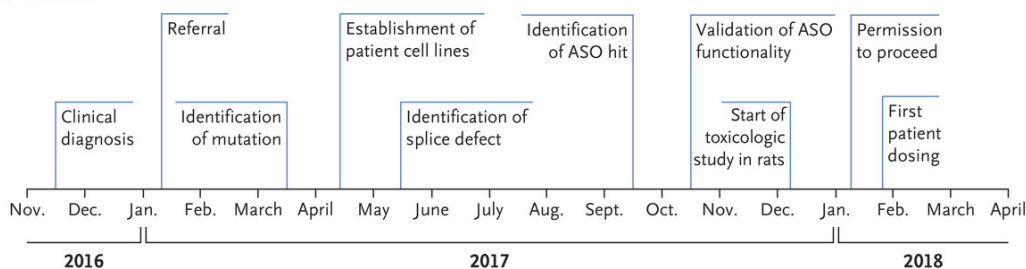 Referral
Establishment of
patient cell lines
Identification
of ASO hit
Validation of ASO
functionality
Permission
to proceed
Clinical
diagnosis
Identification
of mutation
Identification of
splice defect
Start of
toxicologic
study in rats
First
patient
dosing
Nov. Dec. Jan. Feb. March April May June July Aug. Sept. Oct. Nov. Dec. Jan. Feb. March April
2016 2017 2018